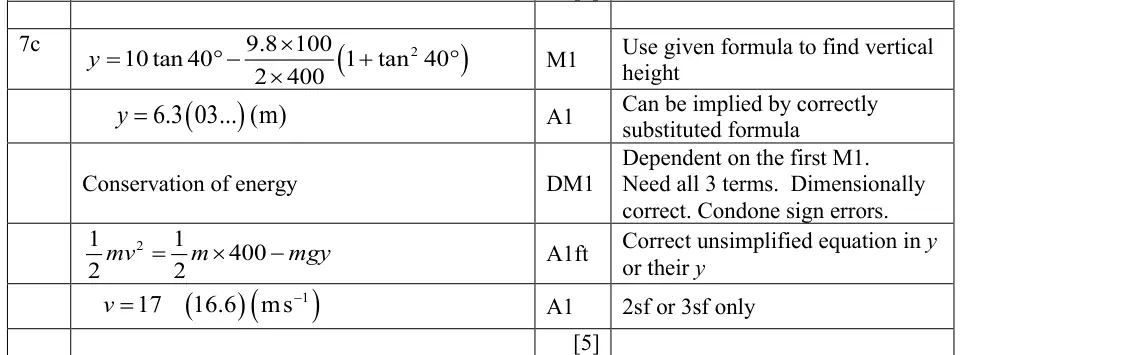 7c
y = 10 tan 40° − 9.8 × 100 / 2 × 400 (1 + tan² 40°)
M1
Use given formula to find vertical
height
y = 6.3(03...)(m)
A1
Can be implied by correctly
substituted formula
Conservation of energy
DM1
Dependent on the first M1.
Need all 3 terms. Dimensionally
correct. Condone sign errors.
1/2 mv² = 1/2 m × 400 − mgy
A1ft
Correct unsimplified equation in y
or their y
v = 17 (16.6)(m s⁻¹)
A1
2sf or 3sf only
[5]